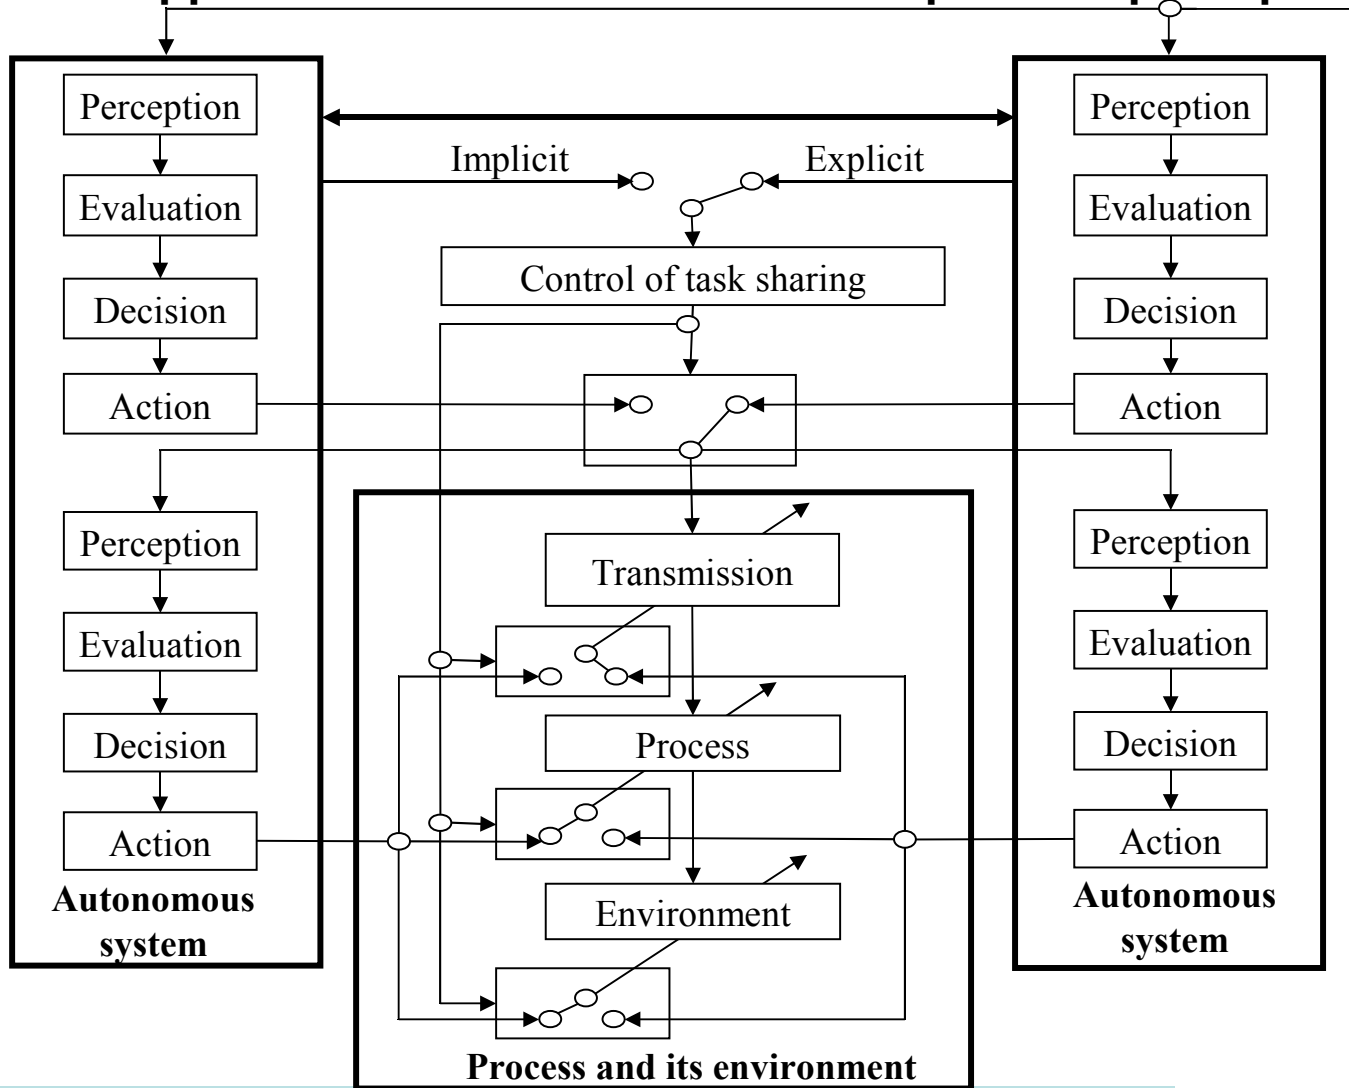 Perception
Evaluation
Decision
Action
Perception
Evaluation
Decision
Action
Autonomous
system
Implicit
Explicit
Control of task sharing
Transmission
Process
Environment
Process and its environment
Perception
Evaluation
Decision
Action
Perception
Evaluation
Decision
Action
Autonomous
system